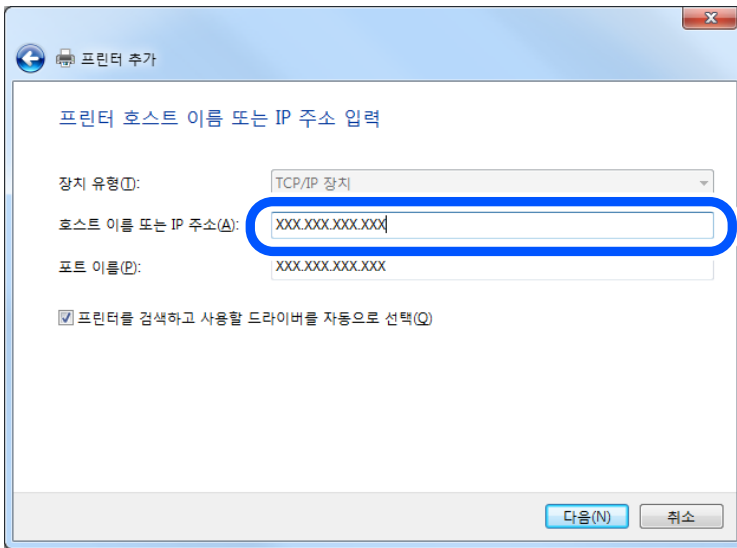 프린터 추가
프린터 호스트 이름 또는 IP 주소 입력
장치 유형(T): TCP/IP 장치
호스트 이름 또는 IP 주소(A): XXX.XXX.XXX.XXX
포트 이름(P): XXX.XXX.XXX.XXX
프린터를 검색하고 사용할 드라이버를 자동으로 선택(Q)
다음(N) 취소